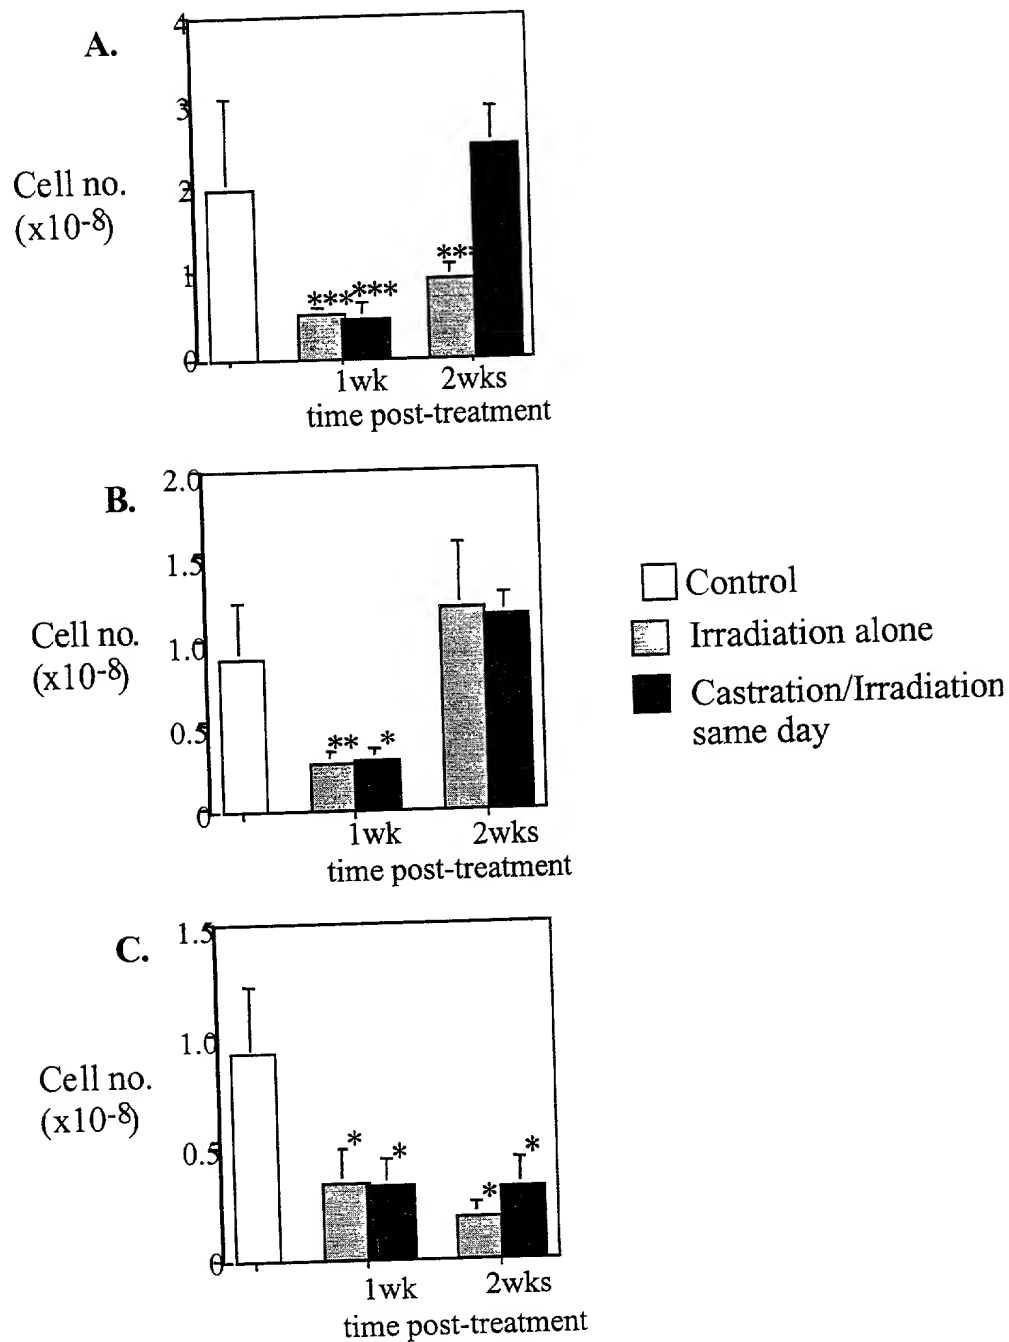 A.
4
3
2
1
0
Cell no.
(x10-8)
***
***
***
1wk 2wks
time post-treatment
B.
2.0
1.5
1.0
0.5
0
Cell no.
(x10-8)
**
*
1wk 2wks
time post-treatment
Control
Irradiation alone
Castration/Irradiation
same day
C.
1.5
1.0
0.5
0
Cell no.
(x10-8)
*
*
*
*
1wk 2wks
time post-treatment